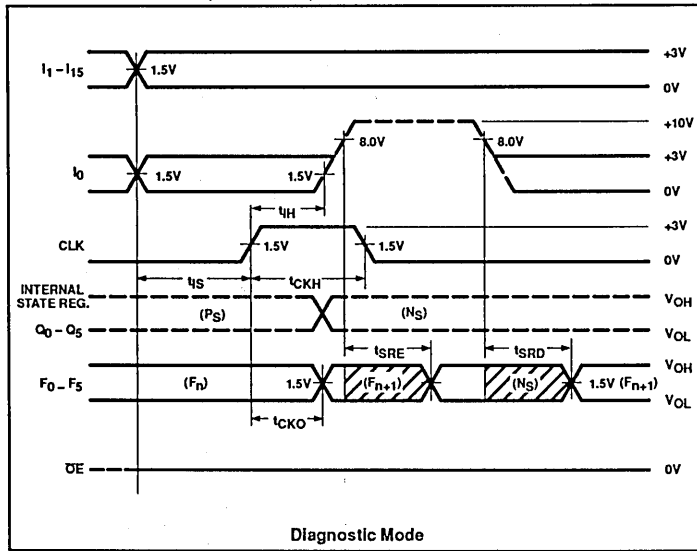 I1 – I15 1.5V +3V
0V
+10V
8.0V 8.0V
I0 1.5V 1.5V +3V
0V
tIH
CLK 1.5V 1.5V +3V
0V
tIS tCKH
INTERNAL
STATE REG. (PS) (NS) VOH
Q0 – Q5 VOL
tSRE tSRD
F0 – F5 (Fn) 1.5V (Fn+1) (NS) 1.5V (Fn+1) VOH
VOL
tCKO
OE 0V
Diagnostic Mode